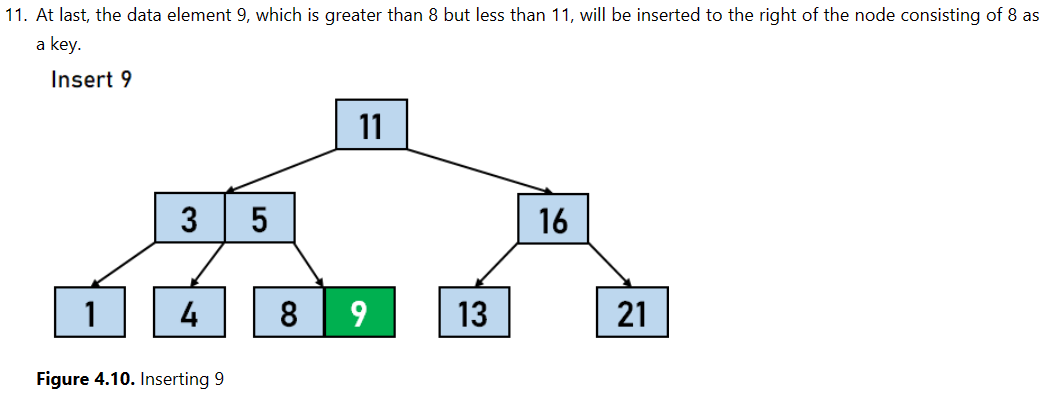 11. At last, the data element 9, which is greater than 8 but less than 11, will be inserted to the right of the node consisting of 8 as
a key.
Insert 9
11
3 5
16
1
4
8 9
13
21
Figure 4.10. Inserting 9